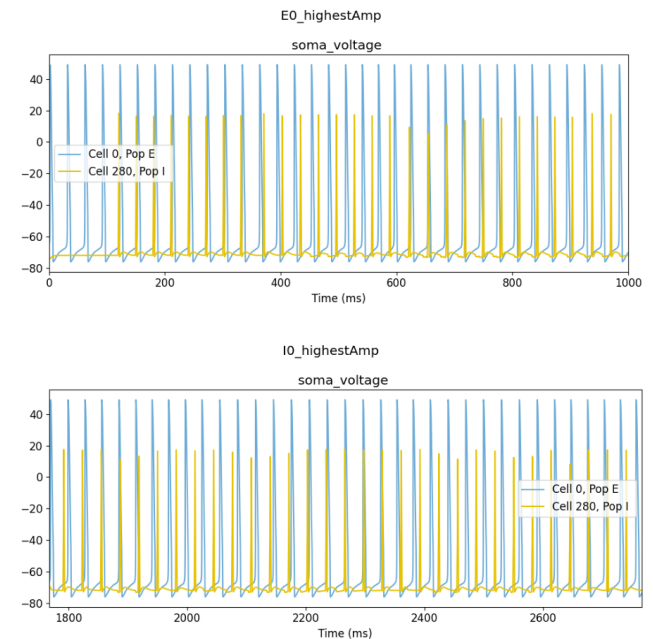 E0_highestAmp
soma_voltage
40
20
0
−20
−40
−60
−80
Cell 0, Pop E
Cell 280, Pop I
0
200
400
600
800
1000
Time (ms)
I0_highestAmp
soma_voltage
40
20
0
−20
−40
−60
−80
Cell 0, Pop E
Cell 280, Pop I
1800
2000
2200
2400
2600
Time (ms)